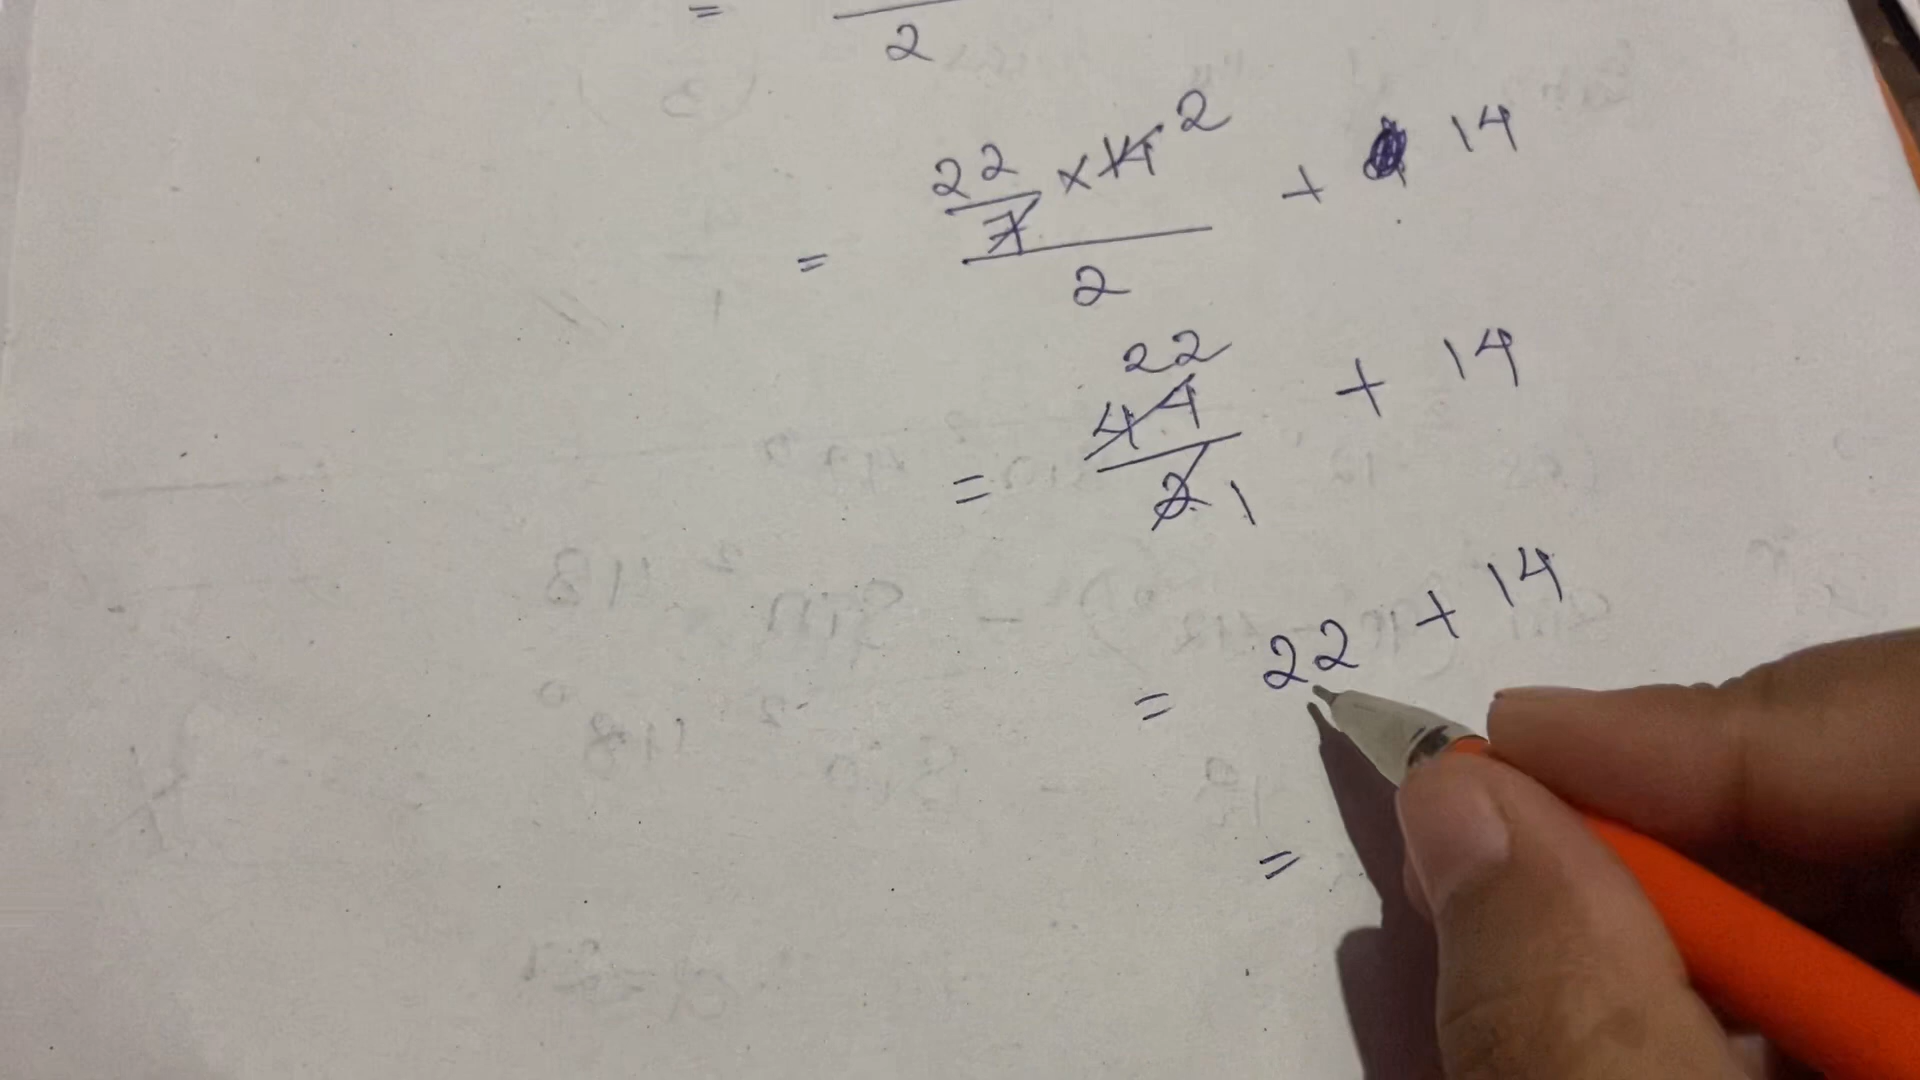 = 2
= 22/7 × 14 2 / 2 + 14
= 44 22 / 2 1 + 14
= 22 + 14
=